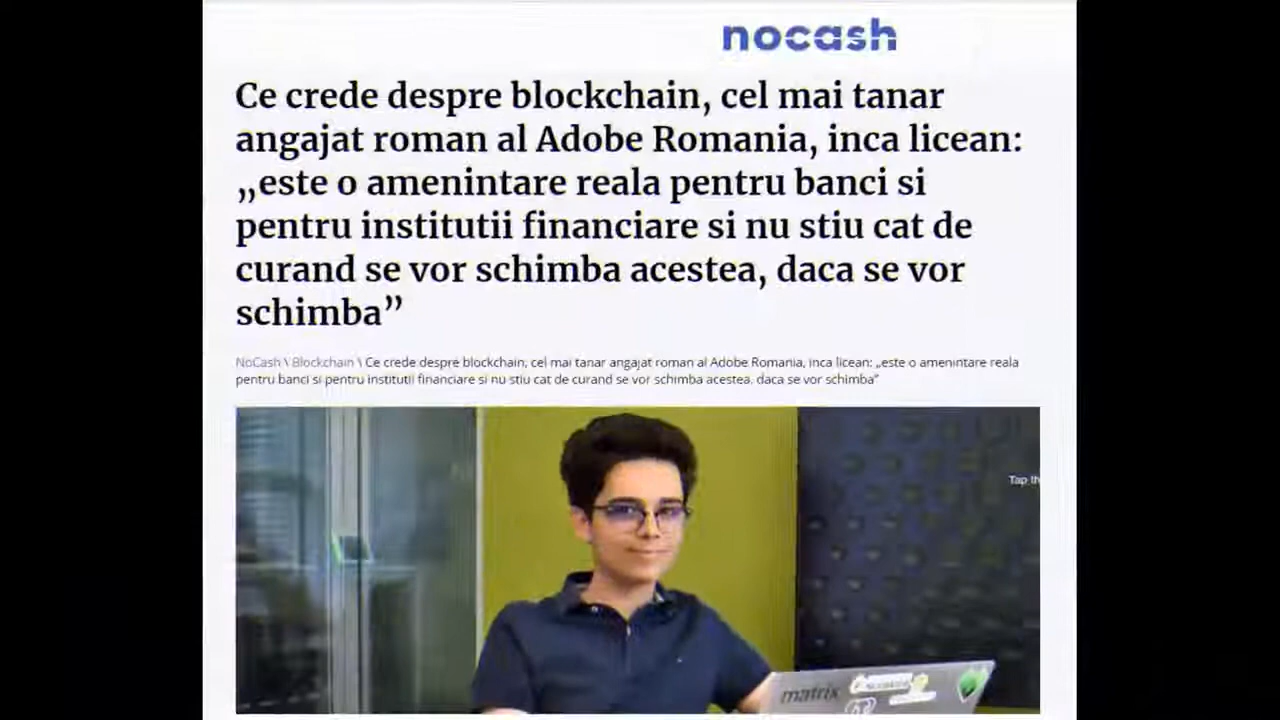 nocash
Ce crede despre blockchain, cel mai tanar
angajat roman al Adobe Romania, inca licean:
„este o amenintare reala pentru banci si
pentru institutii financiare si nu stiu cat de
curand se vor schimba acestea, daca se vor
schimba”
NoCash \ Blockchain \ Ce crede despre blockchain, cel mai tanar angajat roman al Adobe Romania, inca licean: „este o amenintare reala
pentru banci si pentru institutii financiare si nu stiu cat de curand se vor schimba acestea, daca se vor schimba”
Tap th
matrix